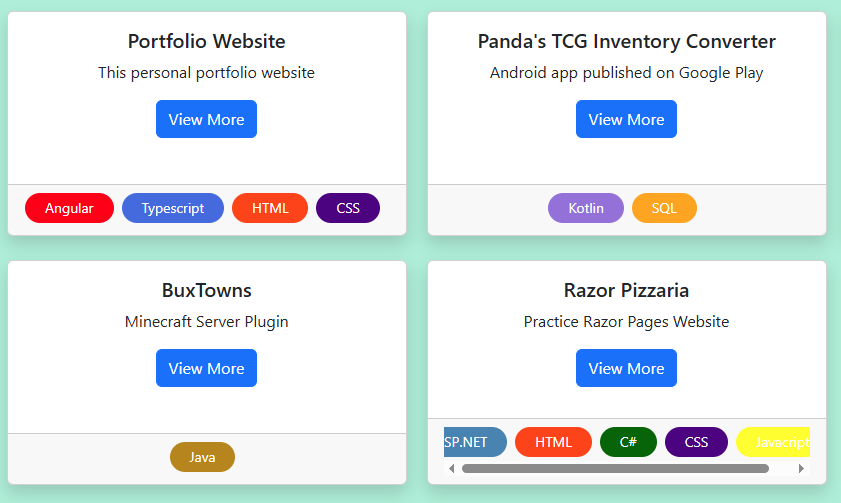 Portfolio Website
This personal portfolio website
View More
Angular Typescript HTML CSS
Panda's TCG Inventory Converter
Android app published on Google Play
View More
Kotlin SQL
BuxTowns
Minecraft Server Plugin
View More
Java
Razor Pizzaria
Practice Razor Pages Website
View More
SP.NET HTML C# CSS Javacript